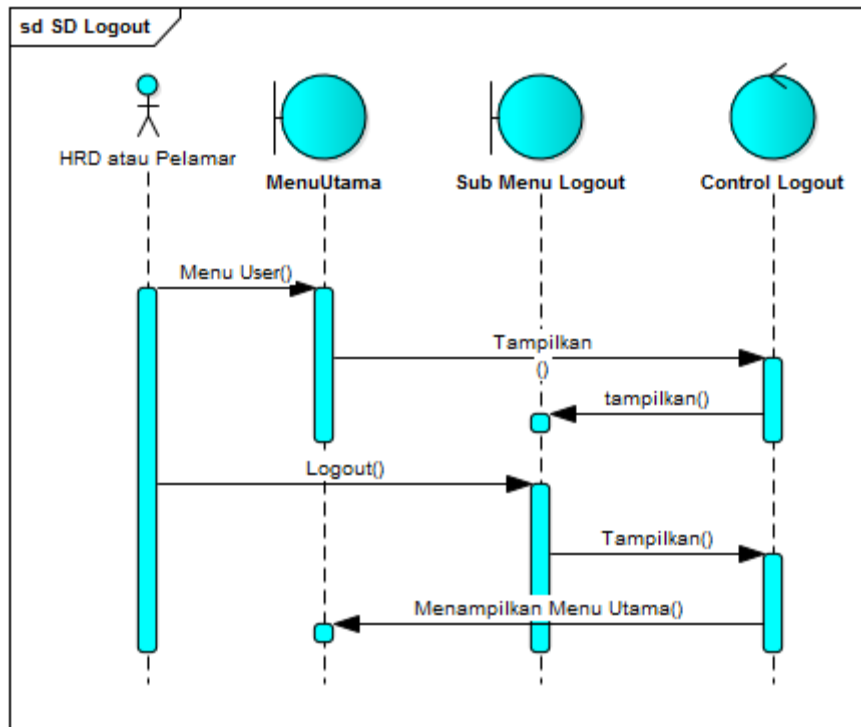 sd SD Logout
HRD atau Pelamar
MenuUtama
Sub Menu Logout
Control Logout
Menu User()
Tampilkan
()
tampilkan()
Logout()
Tampilkan()
Menampilkan Menu Utama()